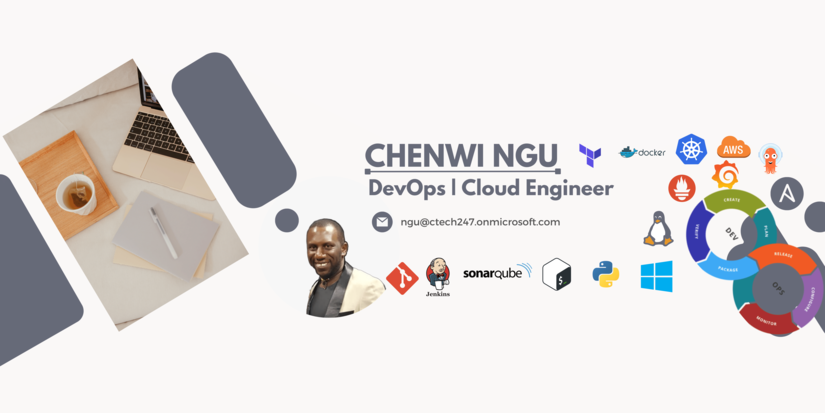 CHENWI NGU
DevOps | Cloud Engineer
ngu@ctech247.onmicrosoft.com
docker
AWS
Jenkins
sonarqube
$_
CREATE
PLAN
VERIFY
PACKAGE
DEV
RELEASE
CONFIGURE
MONITOR
OPS